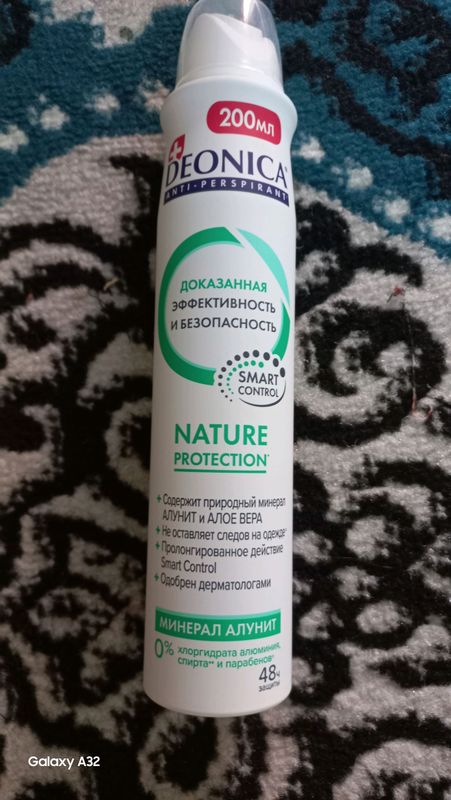 200мл
DEONICA
ANTI-PERSPIRANT
ДОКАЗАННАЯ
ЭФФЕКТИВНОСТЬ
И БЕЗОПАСНОСТЬ
SMART
CONTROL
NATURE
PROTECTION*
+ Содержит природный минерал
АЛУНИТ и АЛОЕ ВЕРА
+ Не оставляет следов на одежде*
+ Пролонгированное действие
Smart Control
+ Одобрен дерматологами
МИНЕРАЛ АЛУНИТ
0% хлоргидрата алюминия,
спирта** и парабенов*
48ч
защиты
Galaxy A32